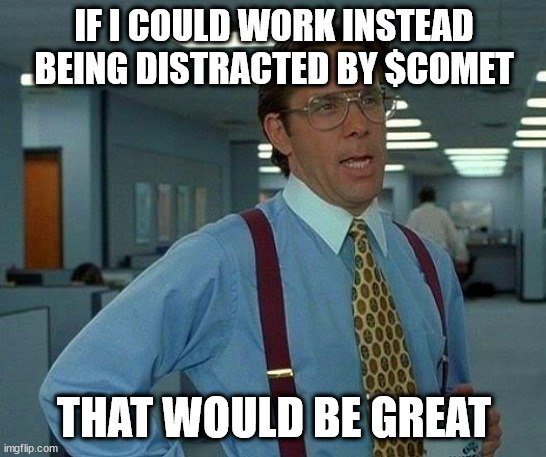 IF I COULD WORK INSTEAD
BEING DISTRACTED BY $COMET
THAT WOULD BE GREAT
imgflip.com